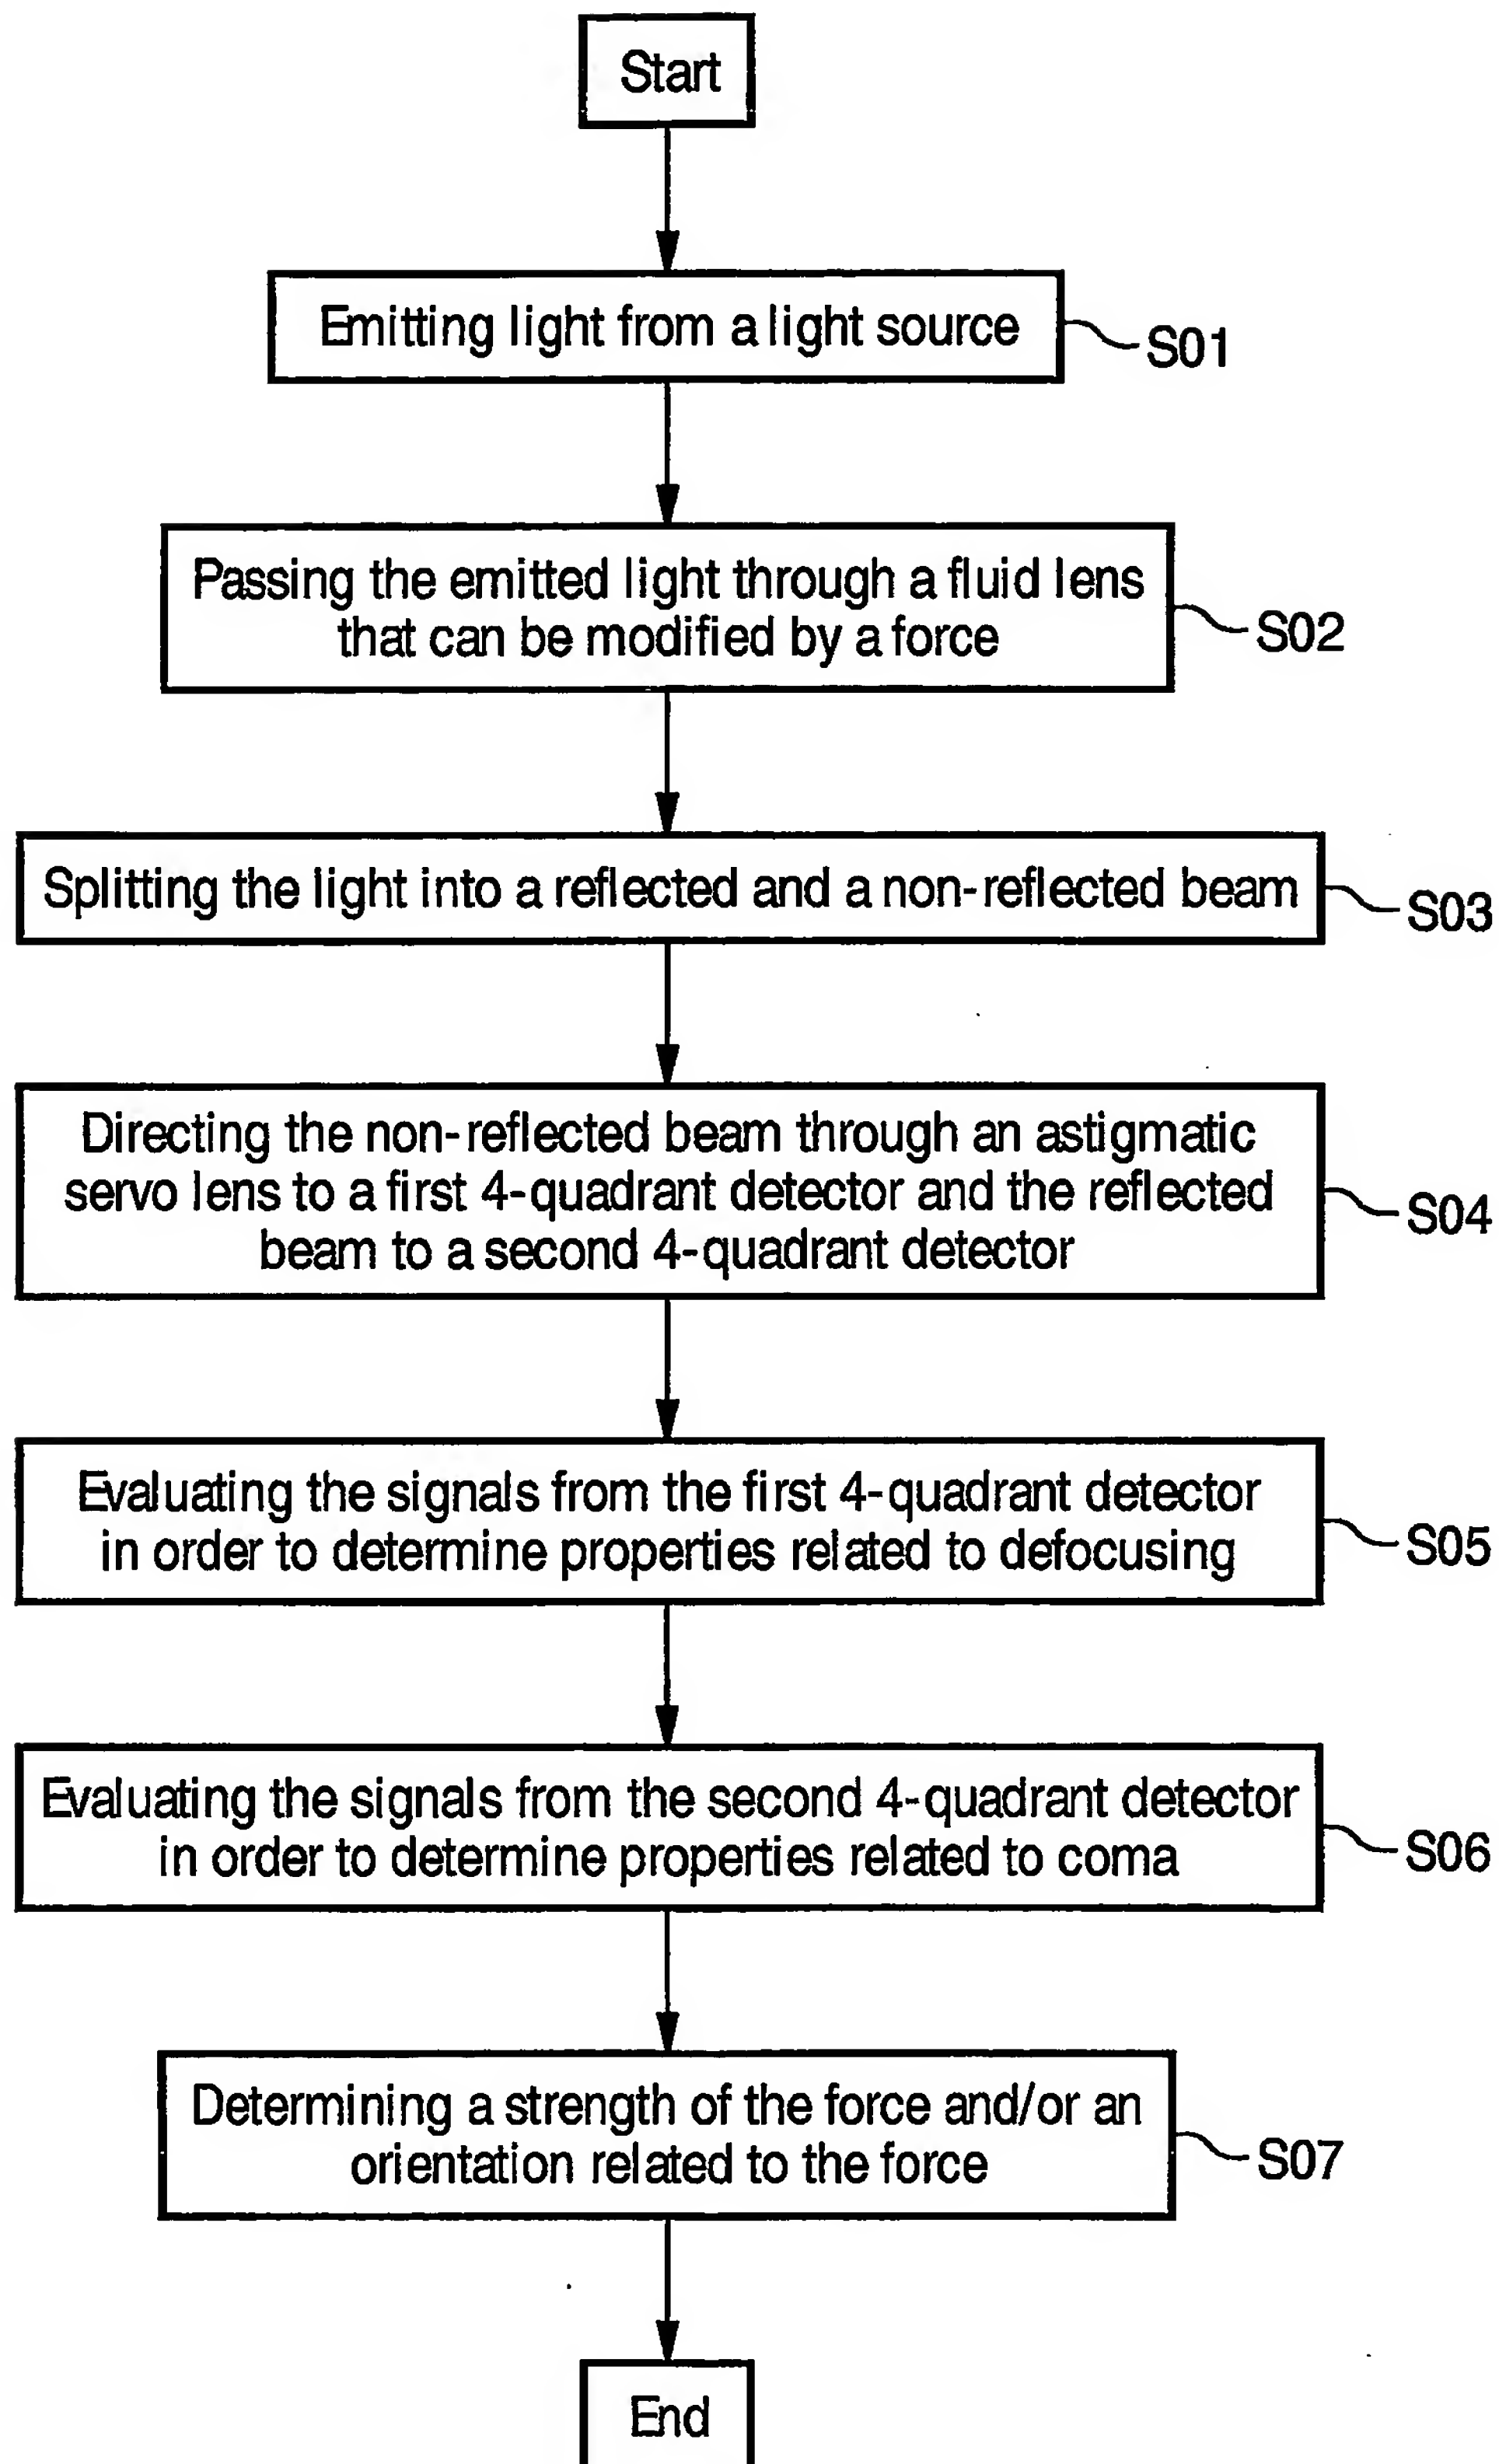 Start
Emitting light from a light source
S01
Passing the emitted light through a fluid lens
that can be modified by a force
S02
Splitting the light into a reflected and a non-reflected beam
S03
Directing the non-reflected beam through an astigmatic
servo lens to a first 4-quadrant detector and the reflected
beam to a second 4-quadrant detector
S04
Evaluating the signals from the first 4-quadrant detector
in order to determine properties related to defocusing
S05
Evaluating the signals from the second 4-quadrant detector
in order to determine properties related to coma
S06
Determining a strength of the force and/or an
orientation related to the force
S07
End